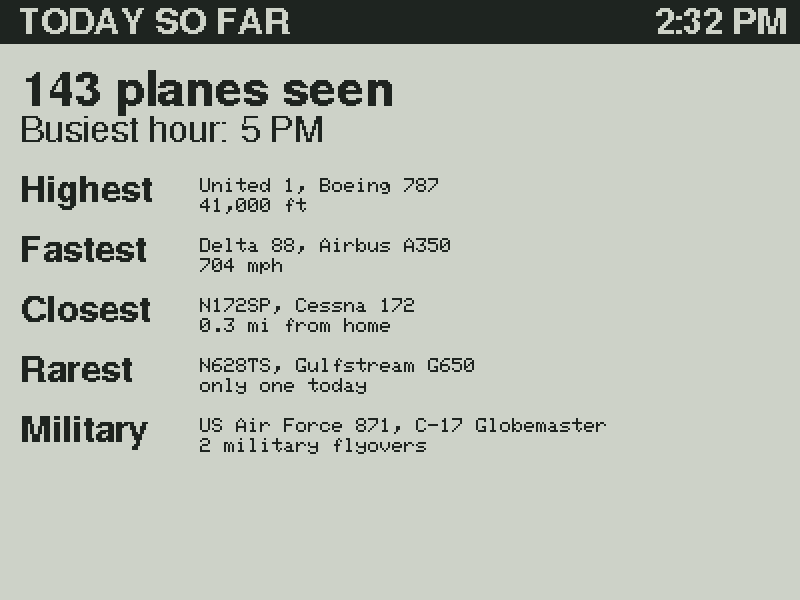 TODAY SO FAR 2:32 PM
143 planes seen
Busiest hour: 5 PM
Highest United 1, Boeing 787
41,000 ft
Fastest Delta 88, Airbus A350
704 mph
Closest N172SP, Cessna 172
0.3 mi from home
Rarest N628TS, Gulfstream G650
only one today
Military US Air Force 871, C-17 Globemaster
2 military flyovers